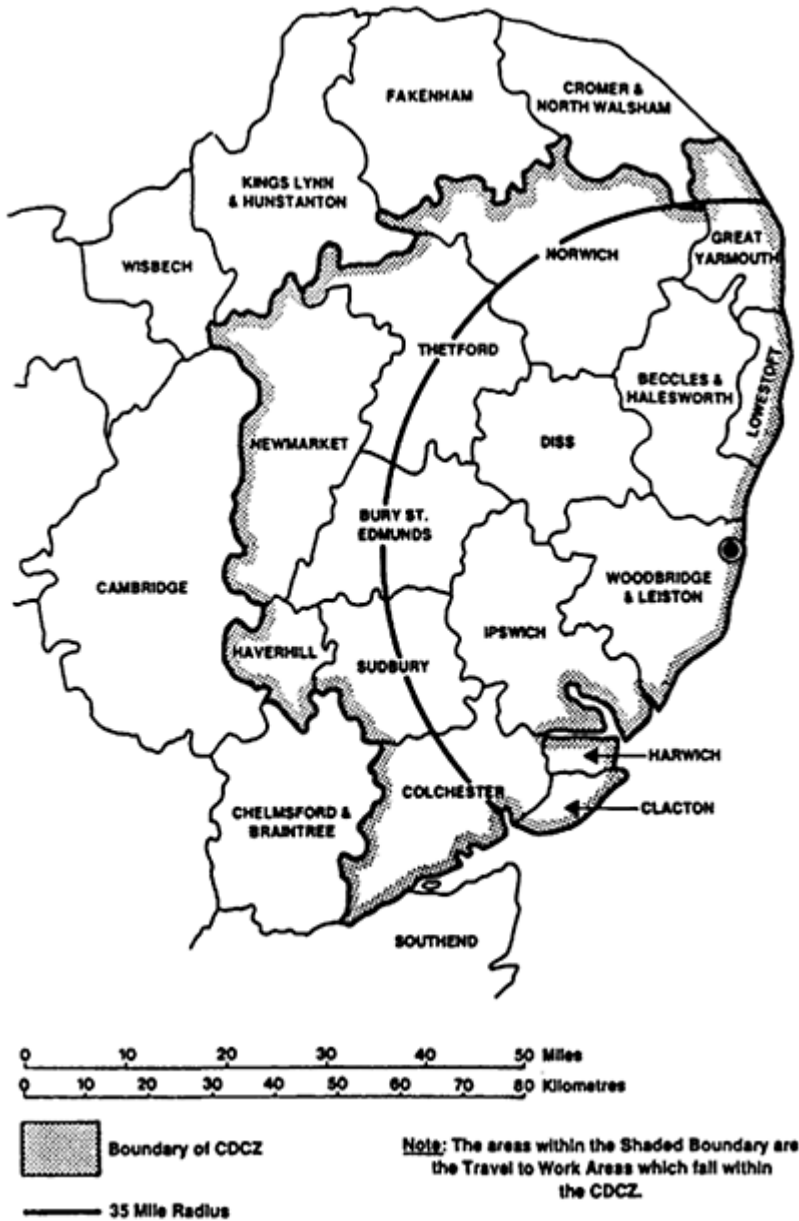 FAKENHAM
CROMER &
NORTH WALSHAM
KINGS LYNN
& HUNSTANTON
WISBECH
NORWICH
GREAT
YARMOUTH
THETFORD
BECCLES &
HALESWORTH
LOWESTOFT
NEWMARKET
DISS
BURY ST.
EDMUNDS
CAMBRIDGE
WOODBRIDGE
& LEISTON
IPSWICH
HAVERHILL
SUDBURY
HARWICH
COLCHESTER
CLACTON
CHELMSFORD &
BRAINTREE
SOUTHEND
0 10 20 30 40 50 Miles
0 10 20 30 40 50 60 70 80 Kilometres
Boundary of CDCZ
35 Mile Radius
Note: The areas within the Shaded Boundary are
the Travel to Work Areas which fall within
the CDCZ.